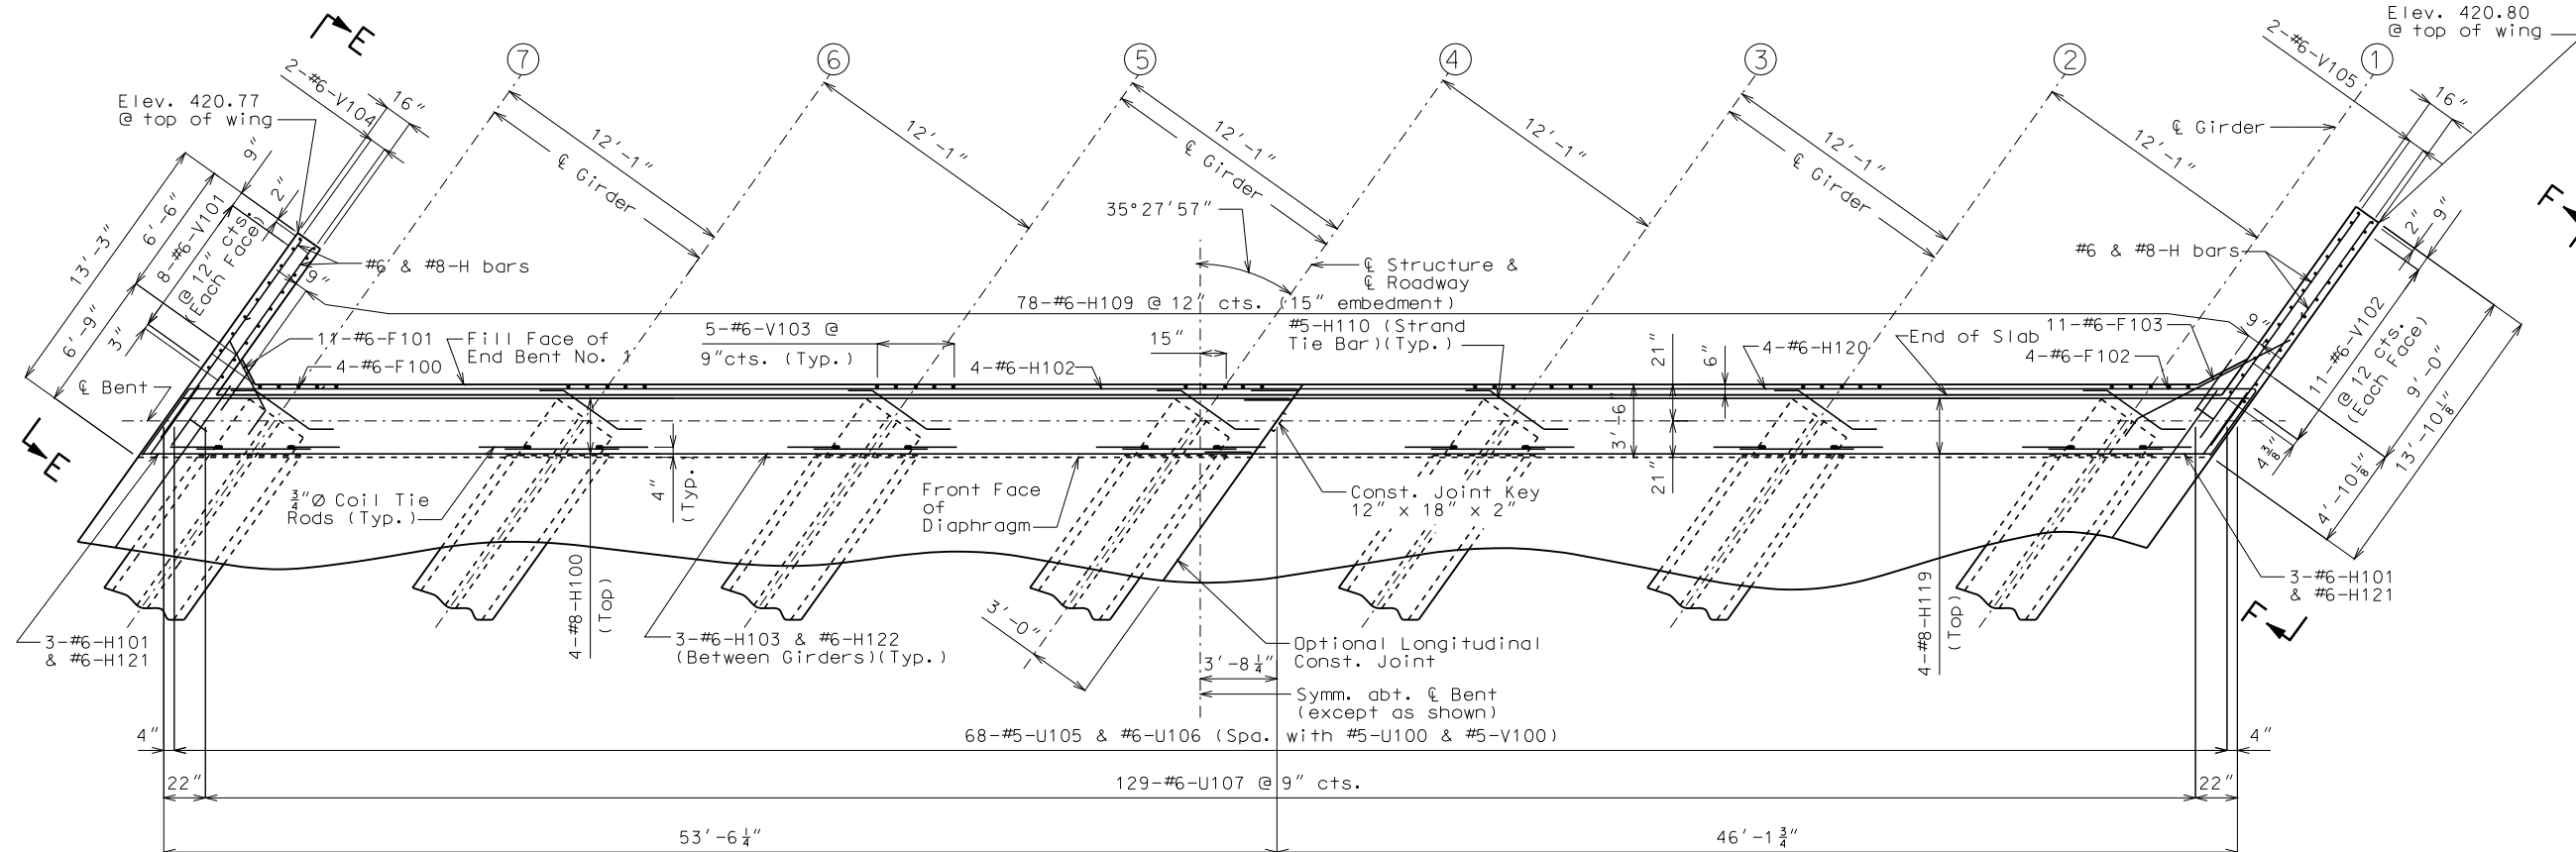 E
2-#6-V104
16"
Elev. 420.77
@ top of wing
7
6
5
4
3
2
1
Elev. 420.80
@ top of wing
2-#6-V105
16"
℄ Girder
12'-1"
℄ Girder
12'-1"
12'-1"
℄ Girder
12'-1"
12'-1"
℄ Girder
12'-1"
F
13'-3"
6'-6"
8-#6-V101
@ 12" cts.
(Each Face)
9"
2"
6'-9"
3"
9"
#6 & #8-H bars
35°27'57"
℄ Structure &
℄ Roadway
#6 & #8-H bars
2"
9"
78-#6-H109 @ 12" cts. (15" embedment)
11-#6-F101
Fill Face of
End Bent No. 1
4-#6-F100
5-#6-V103 @
9"cts. (Typ.)
4-#6-H102
15"
#5-H110 (Strand
Tie Bar)(Typ.)
21"
6"
4-#6-H120
End of Slab
11-#6-F103
4-#6-F102
9"
11-#6-V102
@ 12 cts.
(Each Face)
9'-0"
13'-10⅛"
4⅜"
4'-10⅛"
℄ Bent
E
3'-6"
21"
¾"Ø Coil Tie
Rods (Typ.)
4"
(Typ.)
Front Face
of
Diaphragm
Const. Joint Key
12" x 18" x 2"
4-#8-H100
(Top)
4-#8-H119
(Top)
3-#6-H101
& #6-H121
3-#6-H103 & #6-H122
(Between Girders)(Typ.)
3'-0"
3'-8¼"
Optional Longitudinal
Const. Joint
Symm. abt. ℄ Bent
(except as shown)
3-#6-H101
& #6-H121
F
4"
68-#5-U105 & #6-U106 (Spa. with #5-U100 & #5-V100)
4"
22"
129-#6-U107 @ 9" cts.
22"
53'-6¼"
46'-1¾"